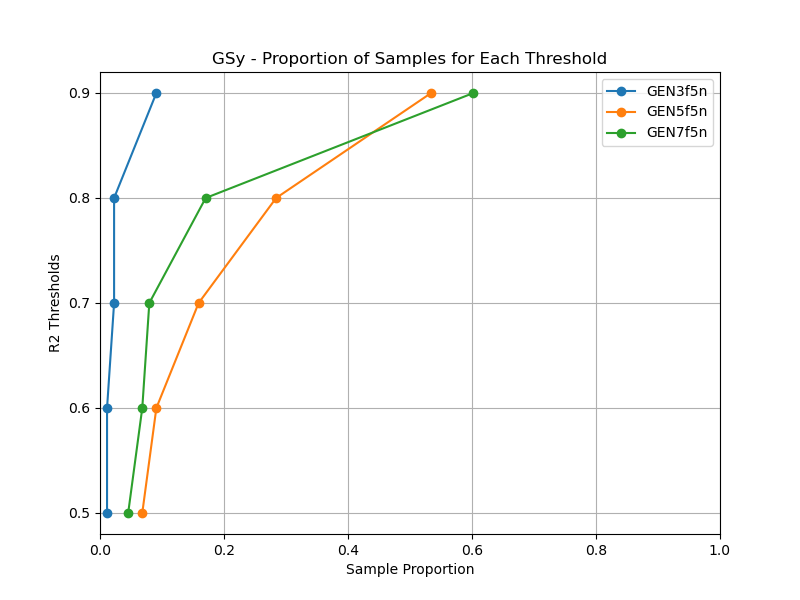 GSy - Proportion of Samples for Each Threshold
GEN3f5n
GEN5f5n
GEN7f5n
R2 Thresholds
0.9
0.8
0.7
0.6
0.5
0.0 0.2 0.4 0.6 0.8 1.0
Sample Proportion